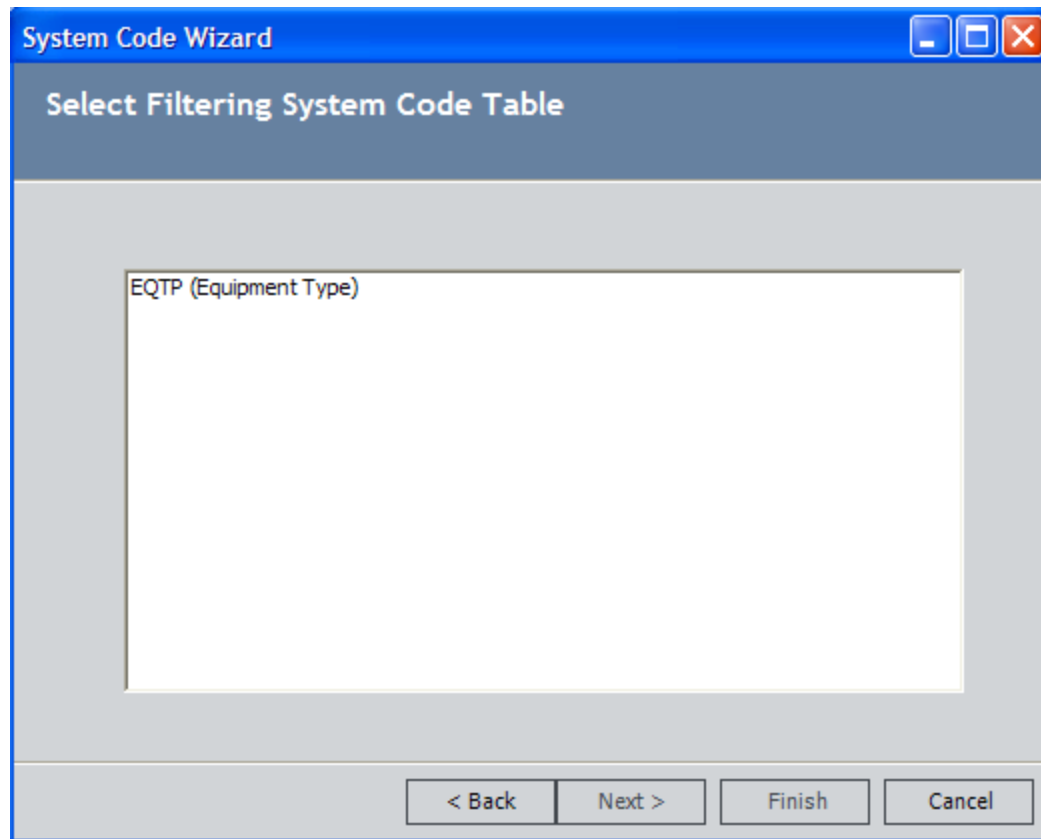 System Code Wizard
Select Filtering System Code Table
EQTP (Equipment Type)
< Back Next > Finish Cancel